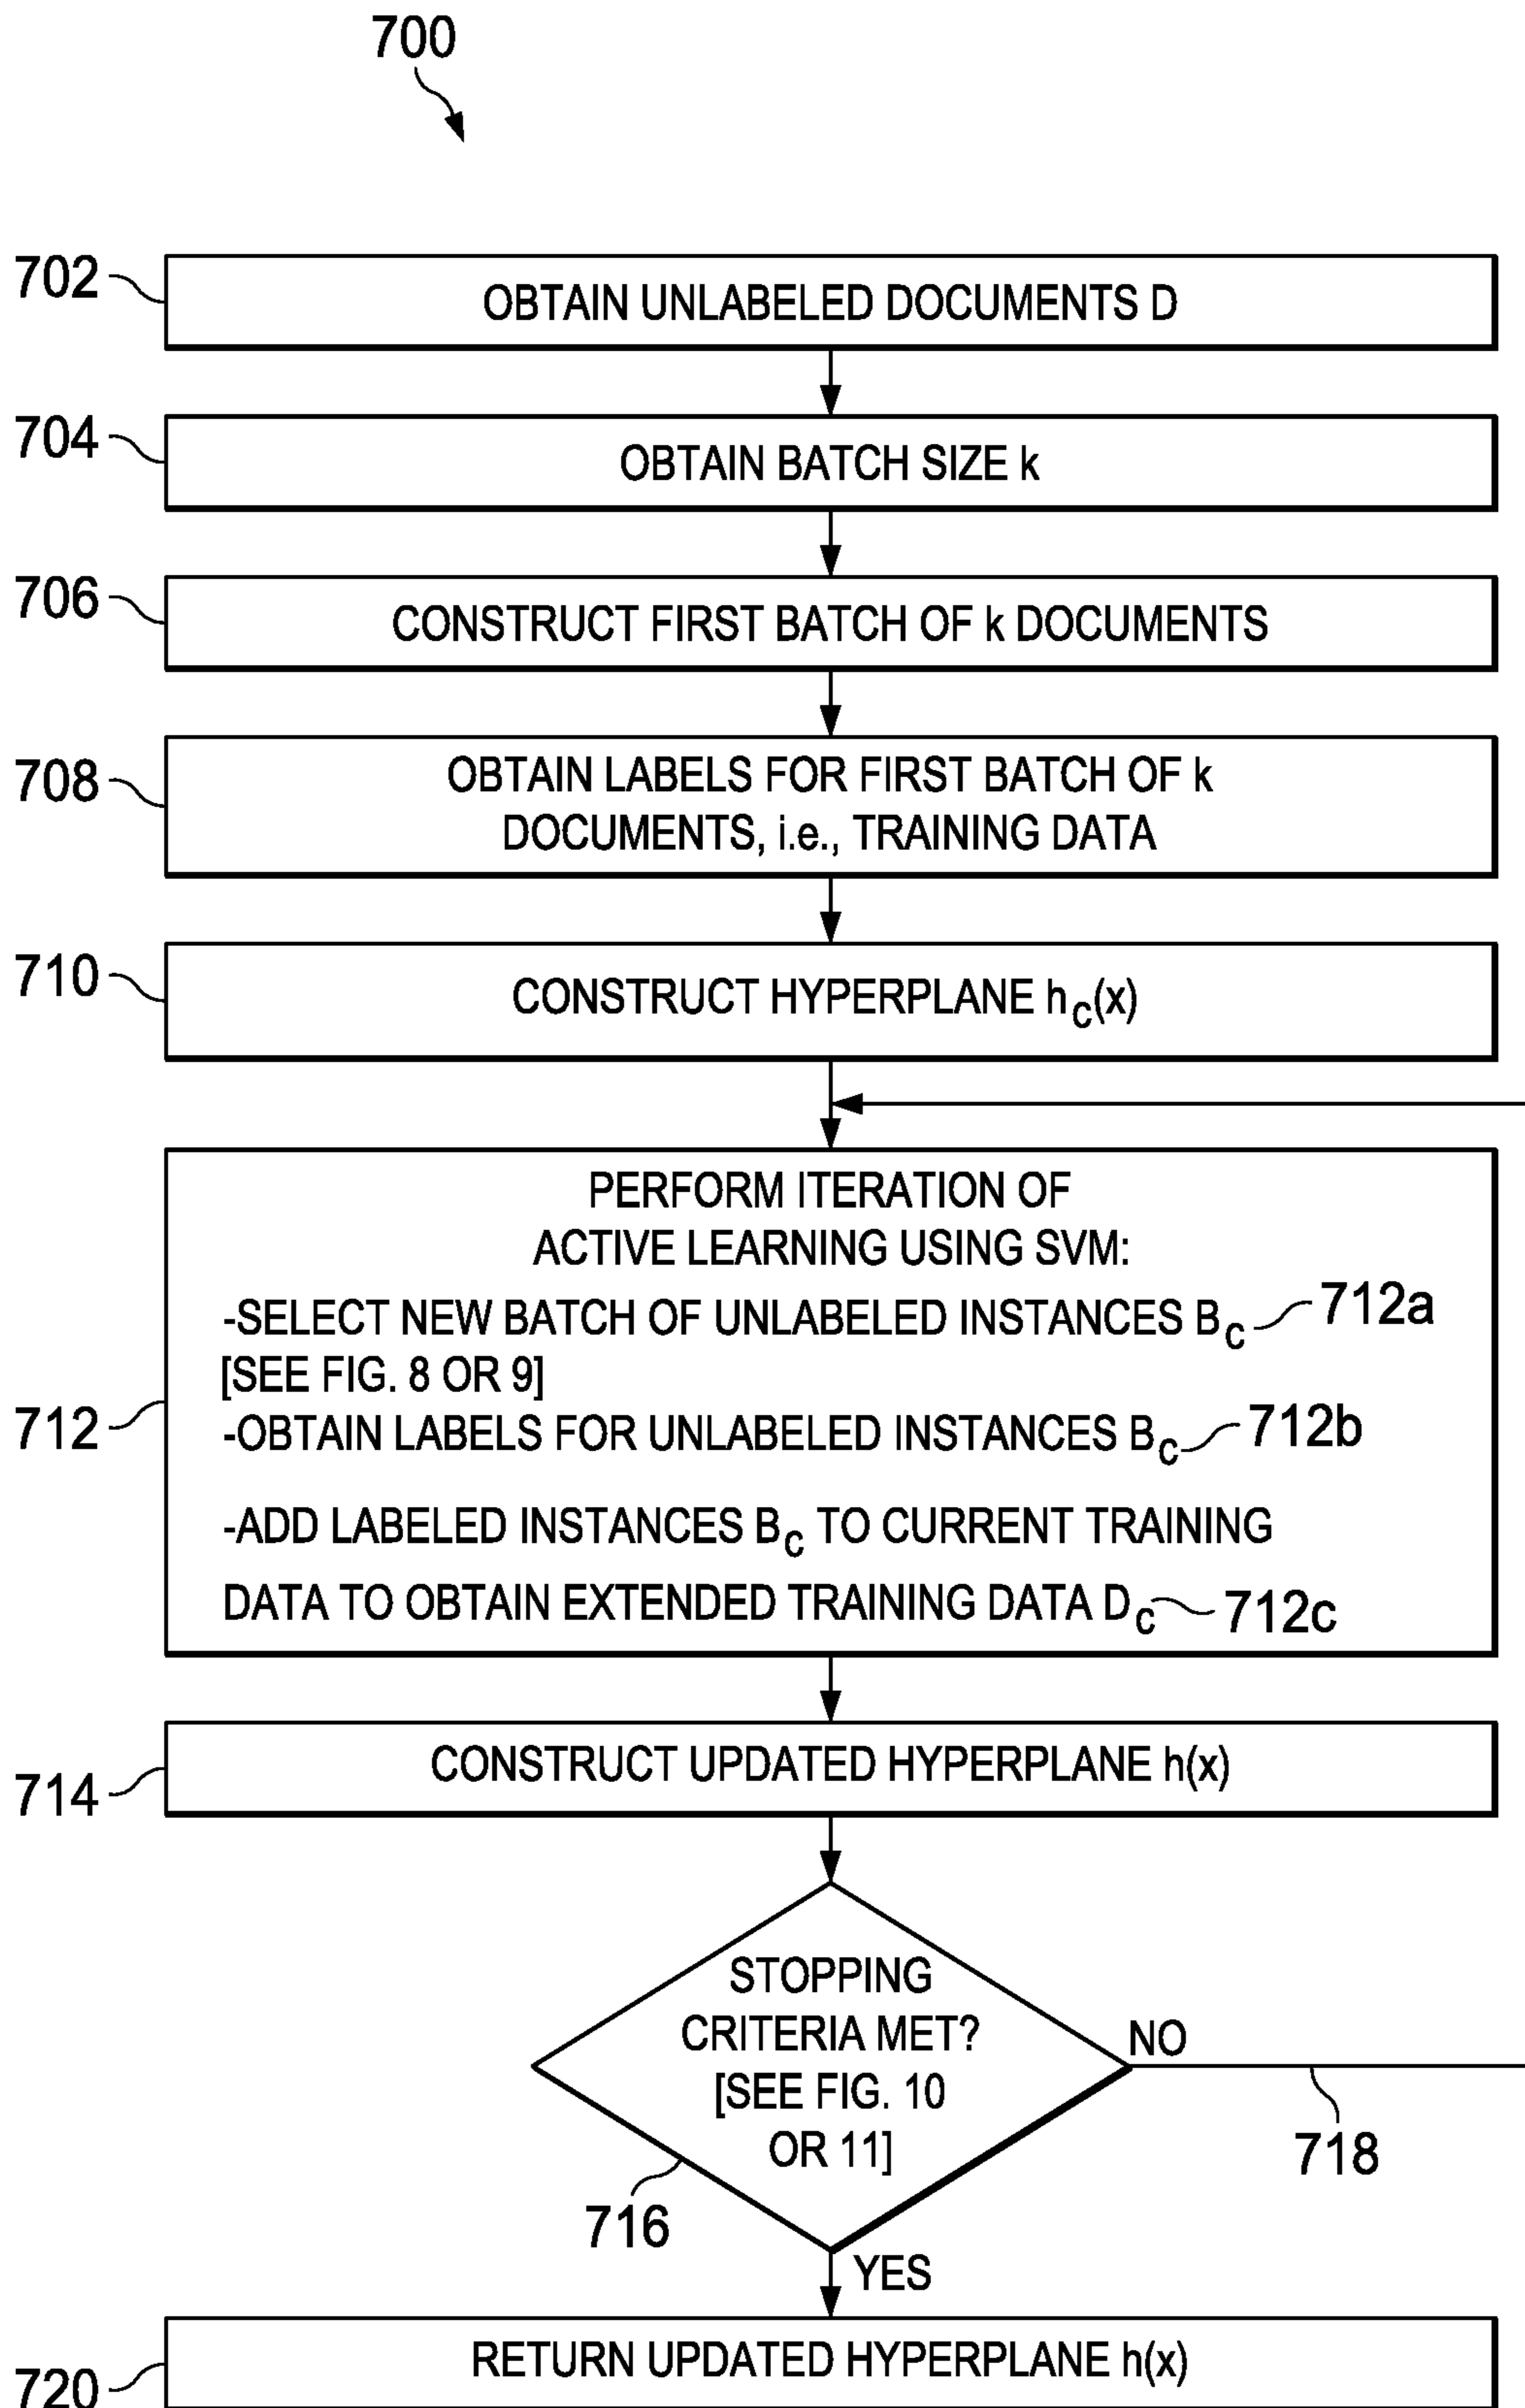 700
702
OBTAIN UNLABELED DOCUMENTS D
704
OBTAIN BATCH SIZE k
706
CONSTRUCT FIRST BATCH OF k DOCUMENTS
708
OBTAIN LABELS FOR FIRST BATCH OF k
DOCUMENTS, i.e., TRAINING DATA
710
CONSTRUCT HYPERPLANE hc(x)
PERFORM ITERATION OF
ACTIVE LEARNING USING SVM:
-SELECT NEW BATCH OF UNLABELED INSTANCES Bc 712a
[SEE FIG. 8 OR 9]
712
-OBTAIN LABELS FOR UNLABELED INSTANCES Bc 712b
-ADD LABELED INSTANCES Bc TO CURRENT TRAINING
DATA TO OBTAIN EXTENDED TRAINING DATA Dc 712c
714
CONSTRUCT UPDATED HYPERPLANE h(x)
STOPPING
CRITERIA MET?
[SEE FIG. 10
OR 11]
NO
718
716
YES
720
RETURN UPDATED HYPERPLANE h(x)